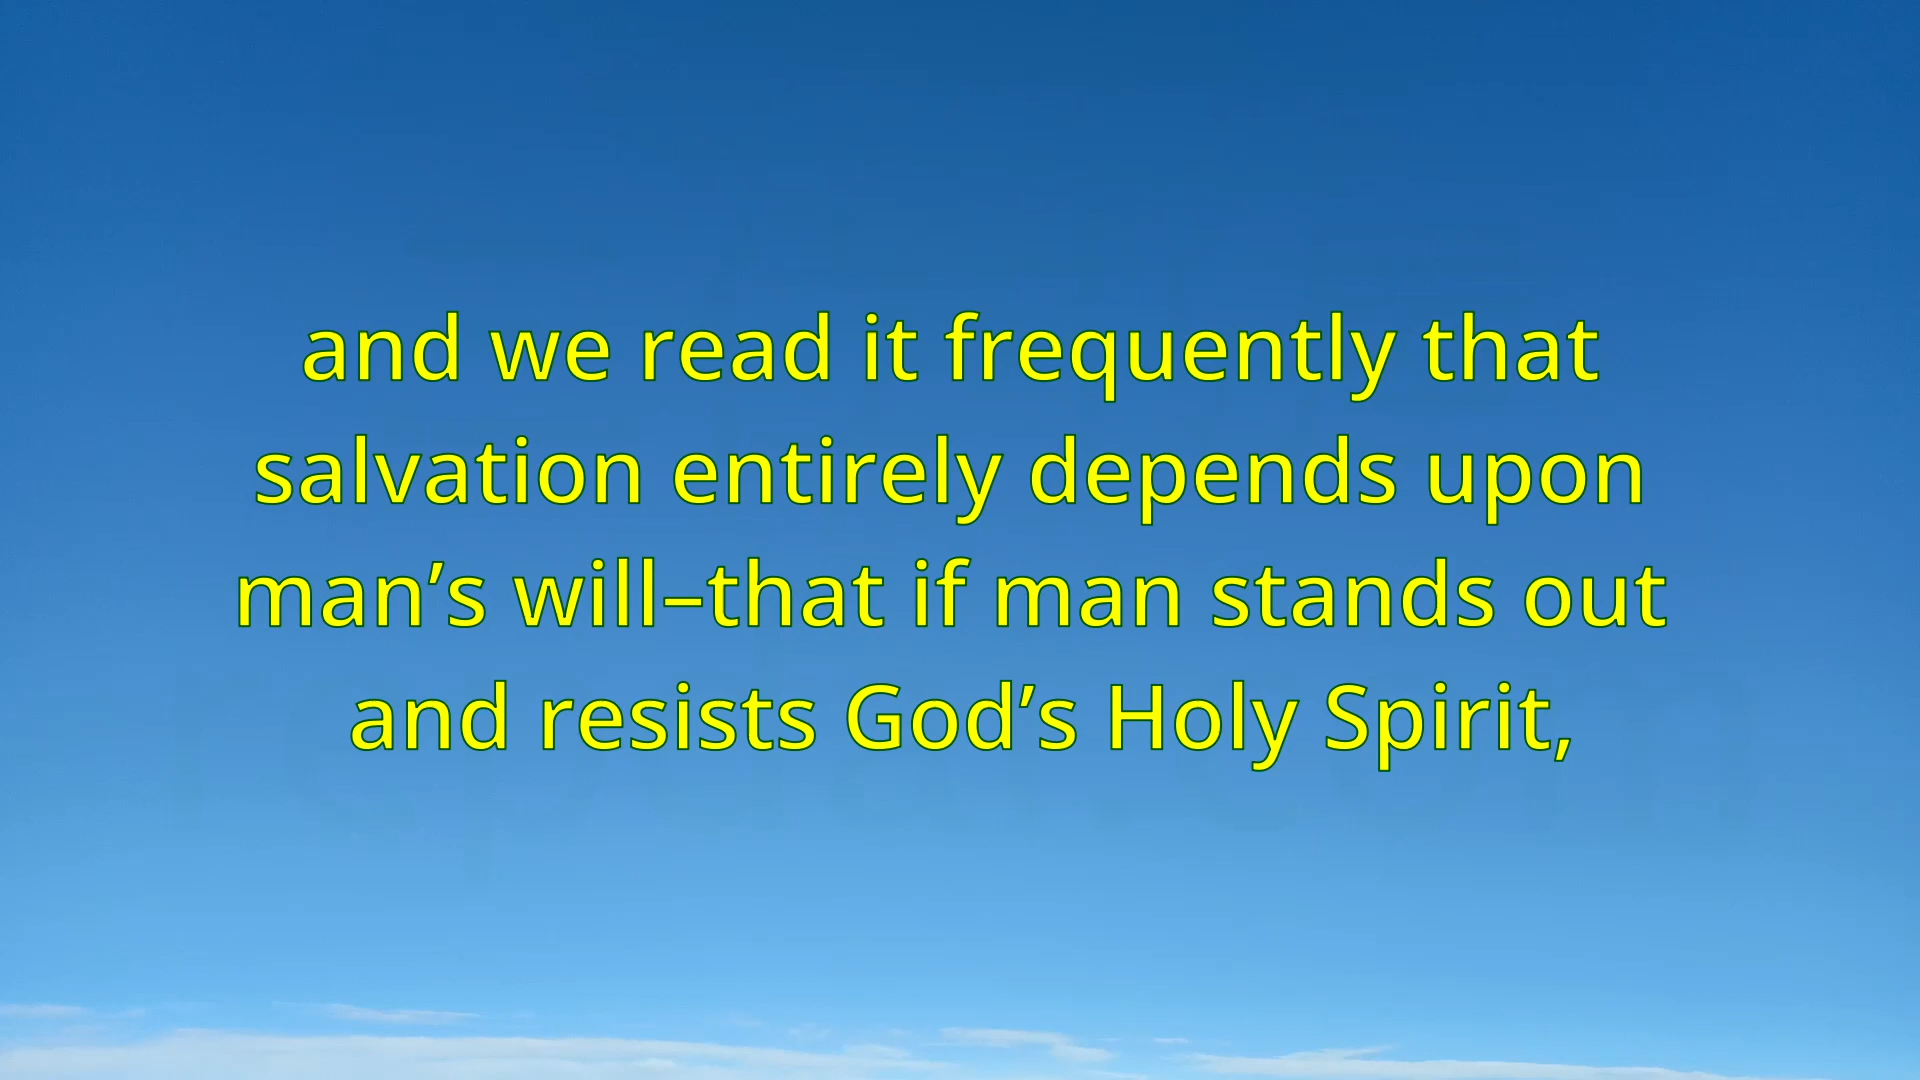 and we read it frequently that
salvation entirely depends upon
man’s will–that if man stands out
and resists God’s Holy Spirit,